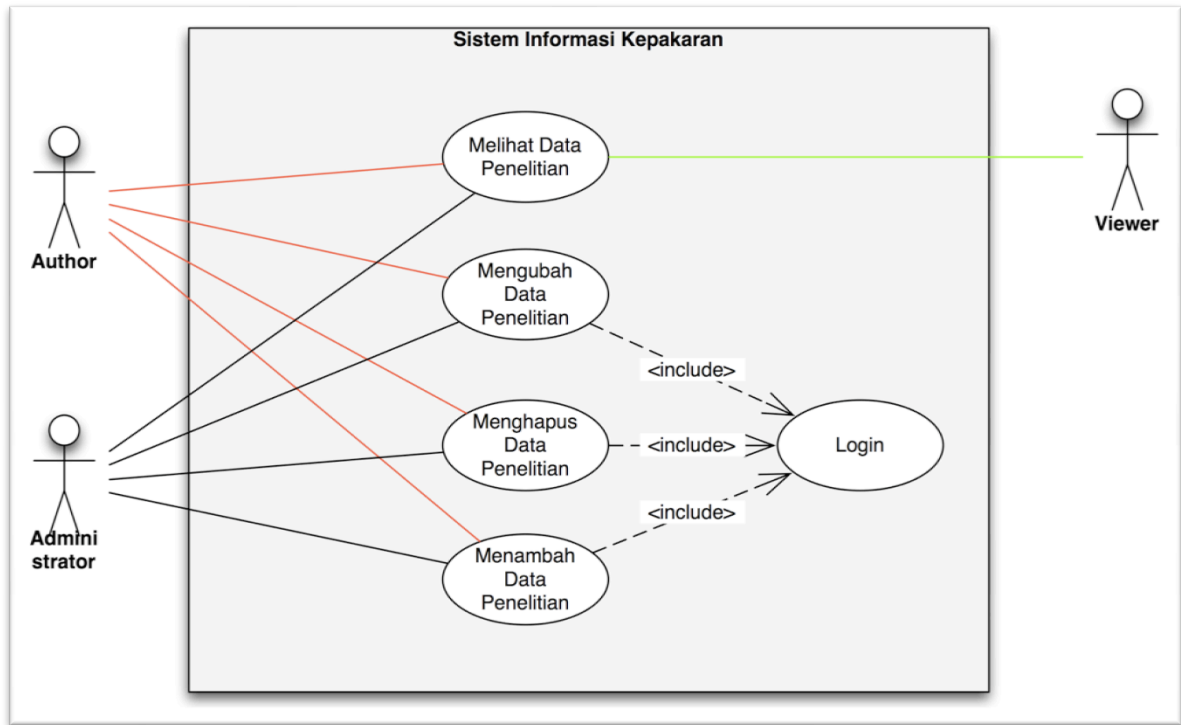 Sistem Informasi Kepakaran
Melihat Data
Penelitian
Author
Viewer
Mengubah
Data
Penelitian
<include>
Menghapus
Data
Penelitian
<include>
Login
<include>
Admini
strator
Menambah
Data
Penelitian